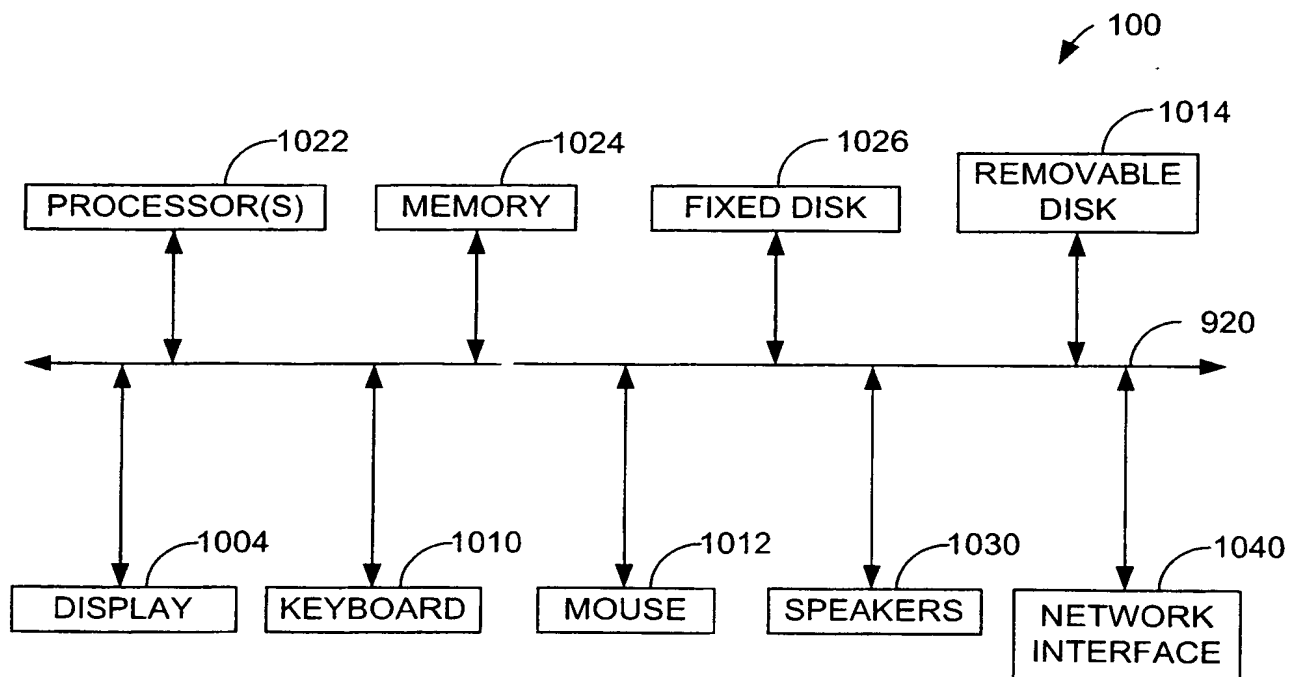 100
1022
1024
1026
1014
PROCESSOR(S)
MEMORY
FIXED DISK
REMOVABLE
DISK
920
1004
1010
1012
1030
1040
DISPLAY
KEYBOARD
MOUSE
SPEAKERS
NETWORK
INTERFACE